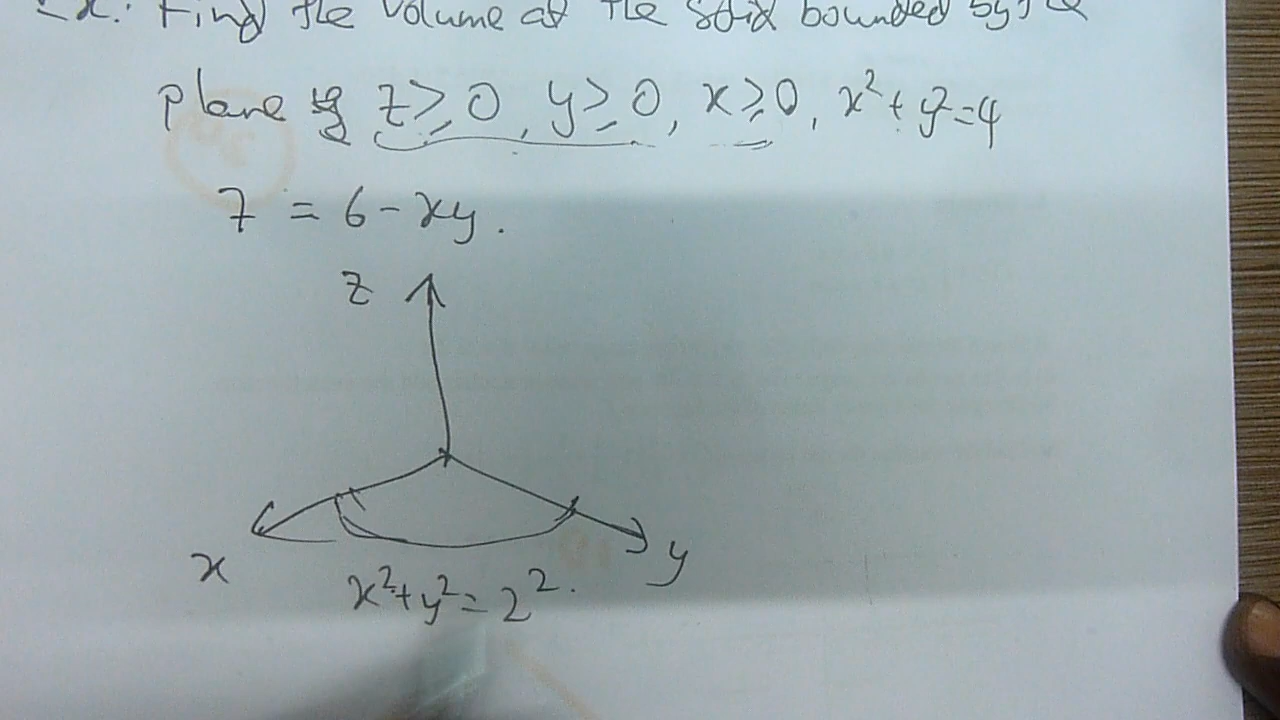 Ex: Find the volume of the solid bounded by the
plane z ≥ 0, y ≥ 0, x ≥ 0, x² + y² = 4
z = 6 - xy.
z
x
y
x² + y² = 2².